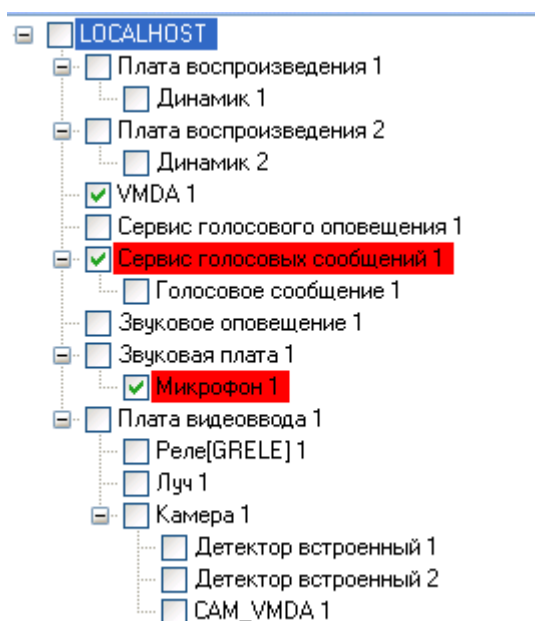 LOCALHOST
Плата воспроизведения 1
Динамик 1
Плата воспроизведения 2
Динамик 2
VMDA 1
Сервис голосового оповещения 1
Сервис голосовых сообщений 1
Голосовое сообщение 1
Звуковое оповещение 1
Звуковая плата 1
Микрофон 1
Плата видеоввода 1
Реле[GRELE] 1
Луч 1
Камера 1
Детектор встроенный 1
Детектор встроенный 2
CAM_VMDA 1